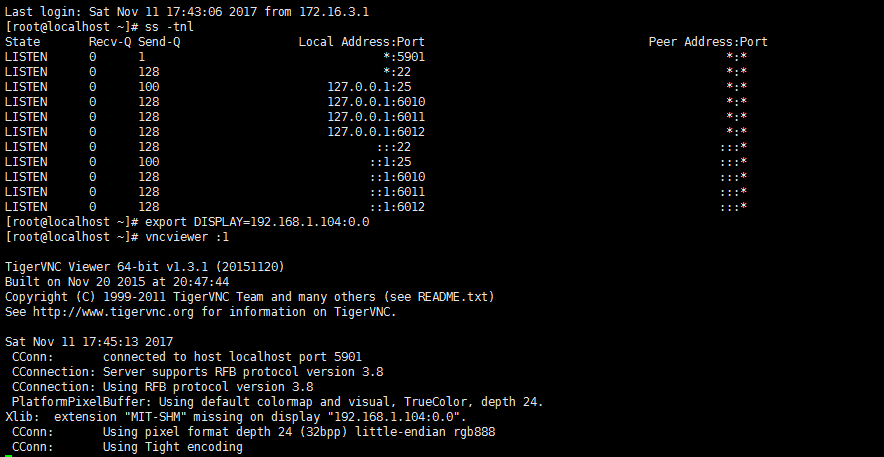 Last login: Sat Nov 11 17:43:06 2017 from 172.16.3.1
[root@localhost ~]# ss -tnl
State Recv-Q Send-Q Local Address:Port Peer Address:Port
LISTEN 0 1 *:5901 *:*
LISTEN 0 128 *:22 *:*
LISTEN 0 100 127.0.0.1:25 *:*
LISTEN 0 128 127.0.0.1:6010 *:*
LISTEN 0 128 127.0.0.1:6011 *:*
LISTEN 0 128 127.0.0.1:6012 *:*
LISTEN 0 128 :::22 :::*
LISTEN 0 100 ::1:25 :::*
LISTEN 0 128 ::1:6010 :::*
LISTEN 0 128 ::1:6011 :::*
LISTEN 0 128 ::1:6012 :::*
[root@localhost ~]# export DISPLAY=192.168.1.104:0.0
[root@localhost ~]# vncviewer :1
TigerVNC Viewer 64-bit v1.3.1 (20151120)
Built on Nov 20 2015 at 20:47:44
Copyright (C) 1999-2011 TigerVNC Team and many others (see README.txt)
See http://www.tigervnc.org for information on TigerVNC.
Sat Nov 11 17:45:13 2017
CConn: connected to host localhost port 5901
CConnection: Server supports RFB protocol version 3.8
CConnection: Using RFB protocol version 3.8
PlatformPixelBuffer: Using default colormap and visual, TrueColor, depth 24.
Xlib: extension "MIT-SHM" missing on display "192.168.1.104:0.0".
CConn: Using pixel format depth 24 (32bpp) little-endian rgb888
CConn: Using Tight encoding